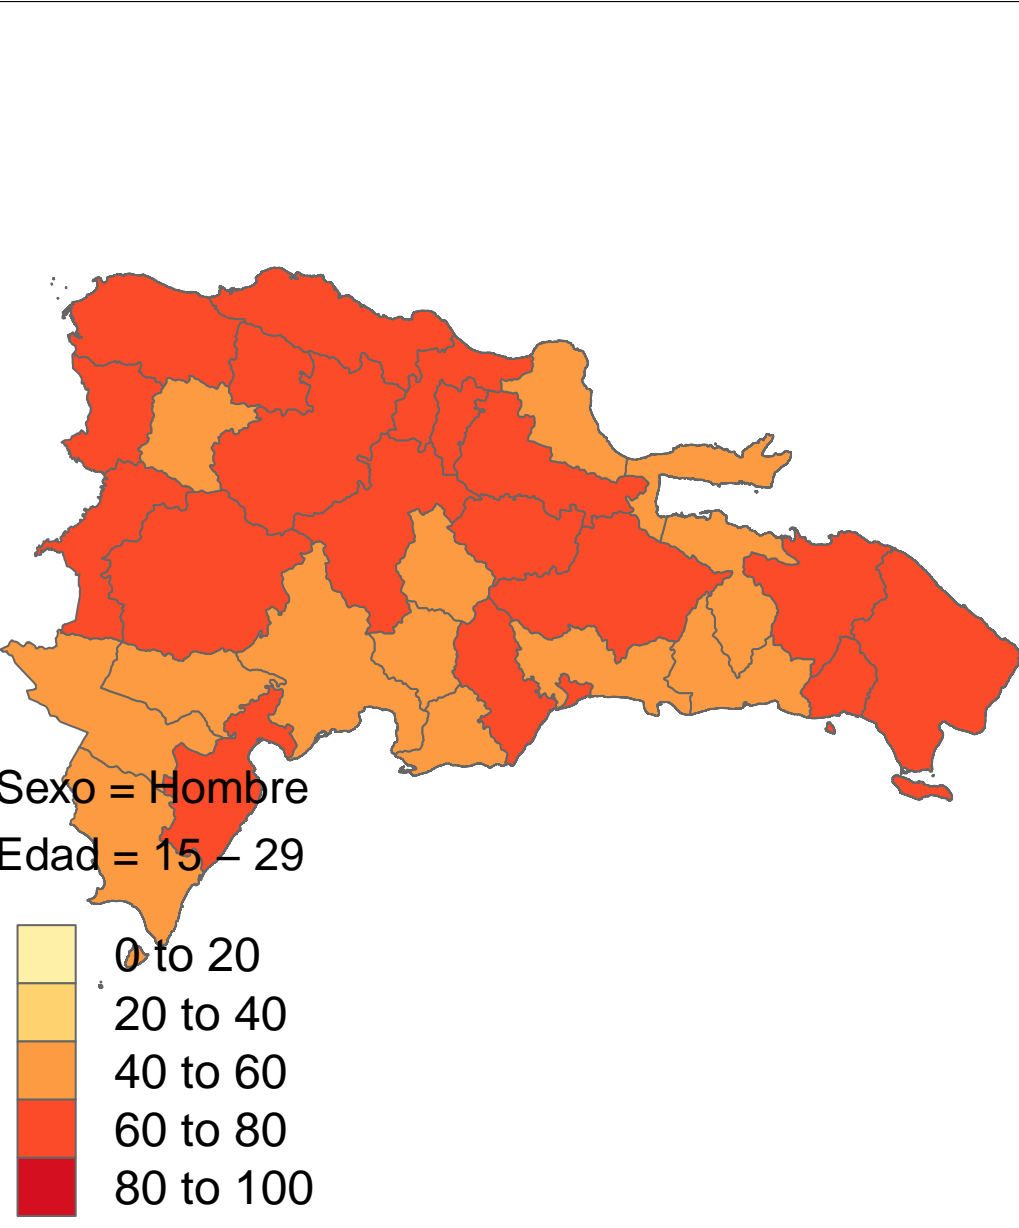 Sexo = Hombre
Edad = 15 – 29
0 to 20
20 to 40
40 to 60
60 to 80
80 to 100